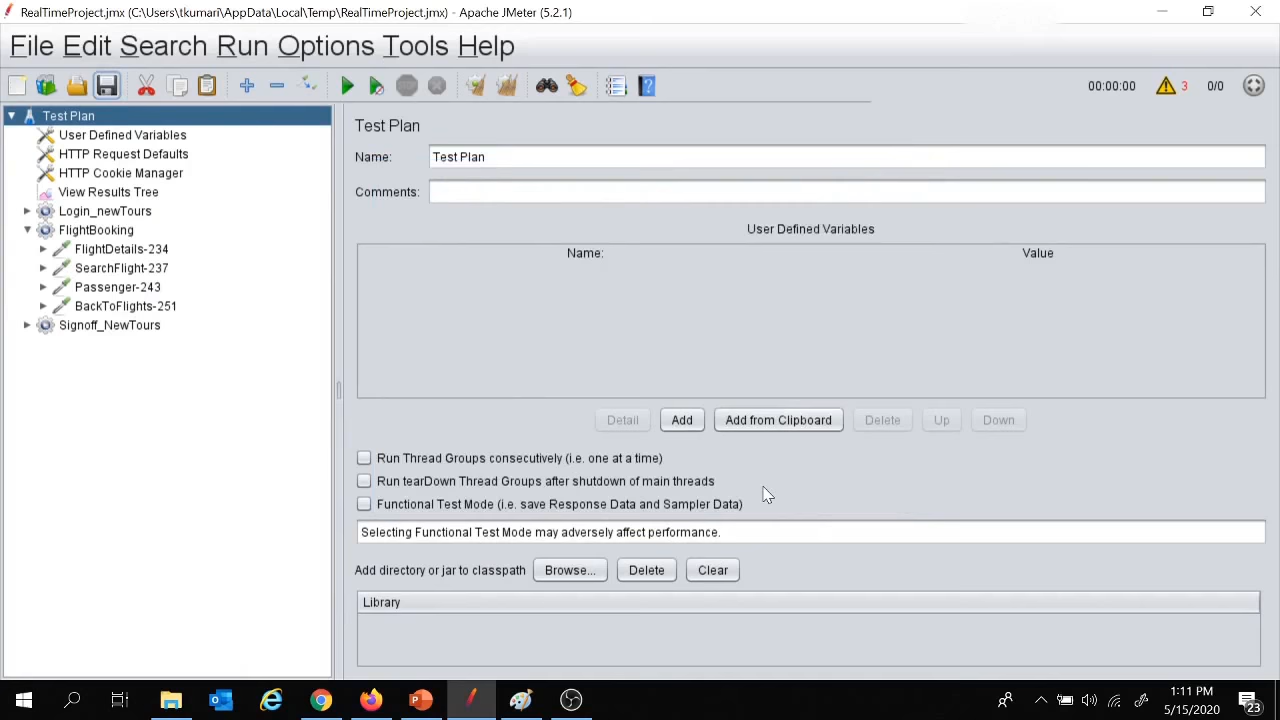 RealTimeProject.jmx (C:\Users\tkumari\AppData\Local\Temp\RealTimeProject.jmx) - Apache JMeter (5.2.1)
File Edit Search Run Options Tools Help
00:00:00 3 0/0
Test Plan
User Defined Variables
HTTP Request Defaults
HTTP Cookie Manager
View Results Tree
Login_newTours
FlightBooking
FlightDetails-234
SearchFlight-237
Passenger-243
BackToFlights-251
Signoff_NewTours
Test Plan
Name: Test Plan
Comments:
User Defined Variables
Name: Value
Detail Add Add from Clipboard Delete Up Down
Run Thread Groups consecutively (i.e. one at a time)
Run tearDown Thread Groups after shutdown of main threads
Functional Test Mode (i.e. save Response Data and Sampler Data)
Selecting Functional Test Mode may adversely affect performance.
Add directory or jar to classpath Browse... Delete Clear
Library
1:11 PM
5/15/2020
23